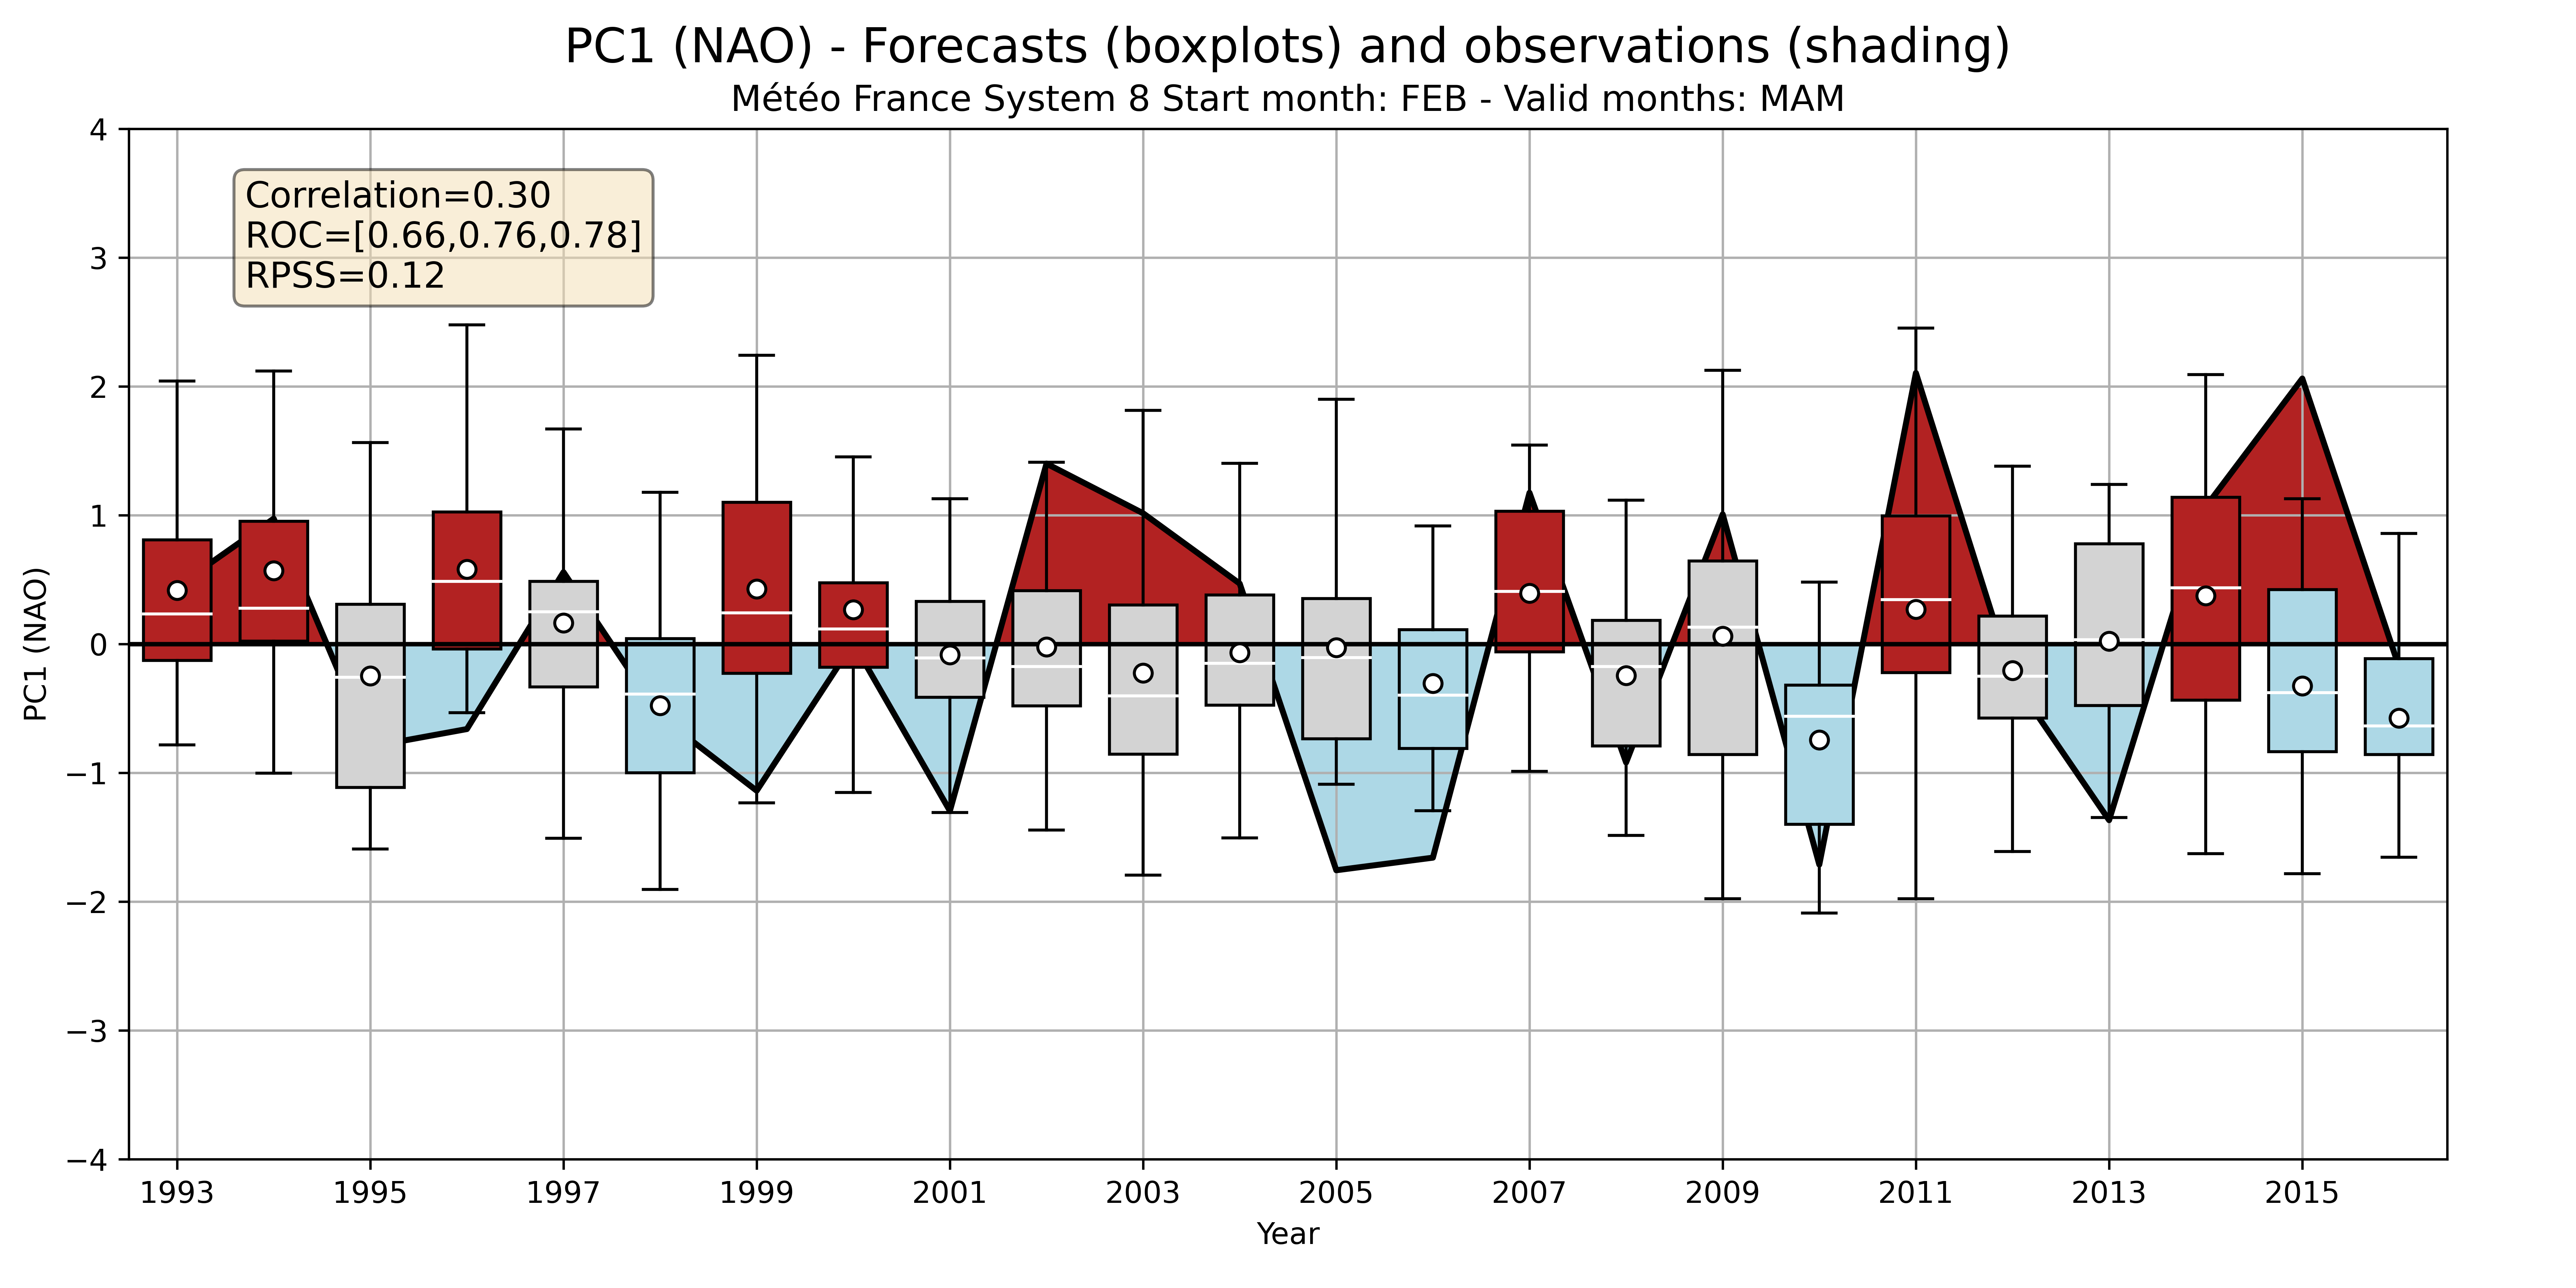 PC1 (NAO) - Forecasts (boxplots) and observations (shading)
Météo France System 8 Start month: FEB - Valid months: MAM
Correlation=0.30
ROC=[0.66,0.76,0.78]
RPSS=0.12
4
3
2
1
0
−1
−2
−3
−4
PC1 (NAO)
1993 1995 1997 1999 2001 2003 2005 2007 2009 2011 2013 2015
Year